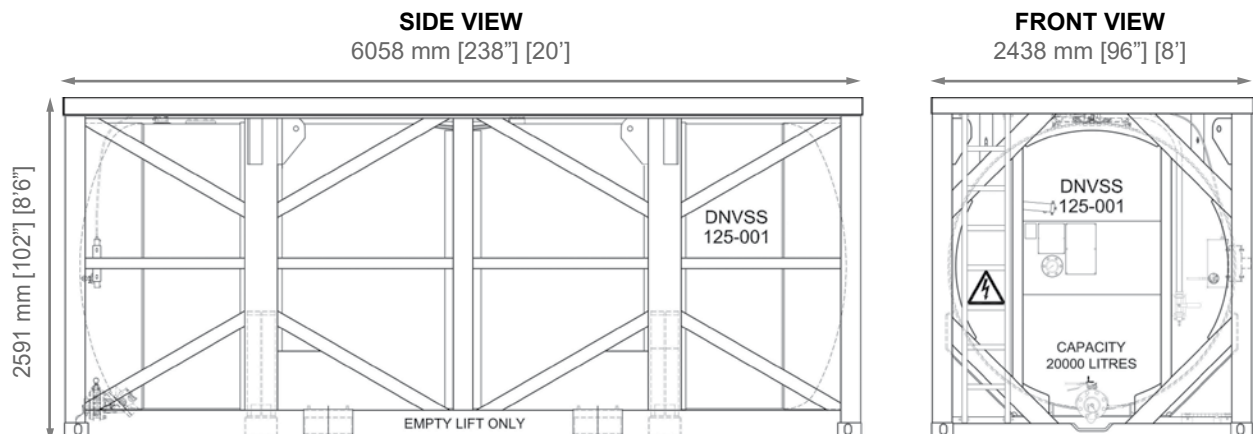 SIDE VIEW
6058 mm [238”] [20’]
FRONT VIEW
2438 mm [96”] [8’]
2591 mm [102”] [8’6”]
DNVSS
125-001
EMPTY LIFT ONLY
DNVSS
125-001
CAPACITY
20000 LITRES